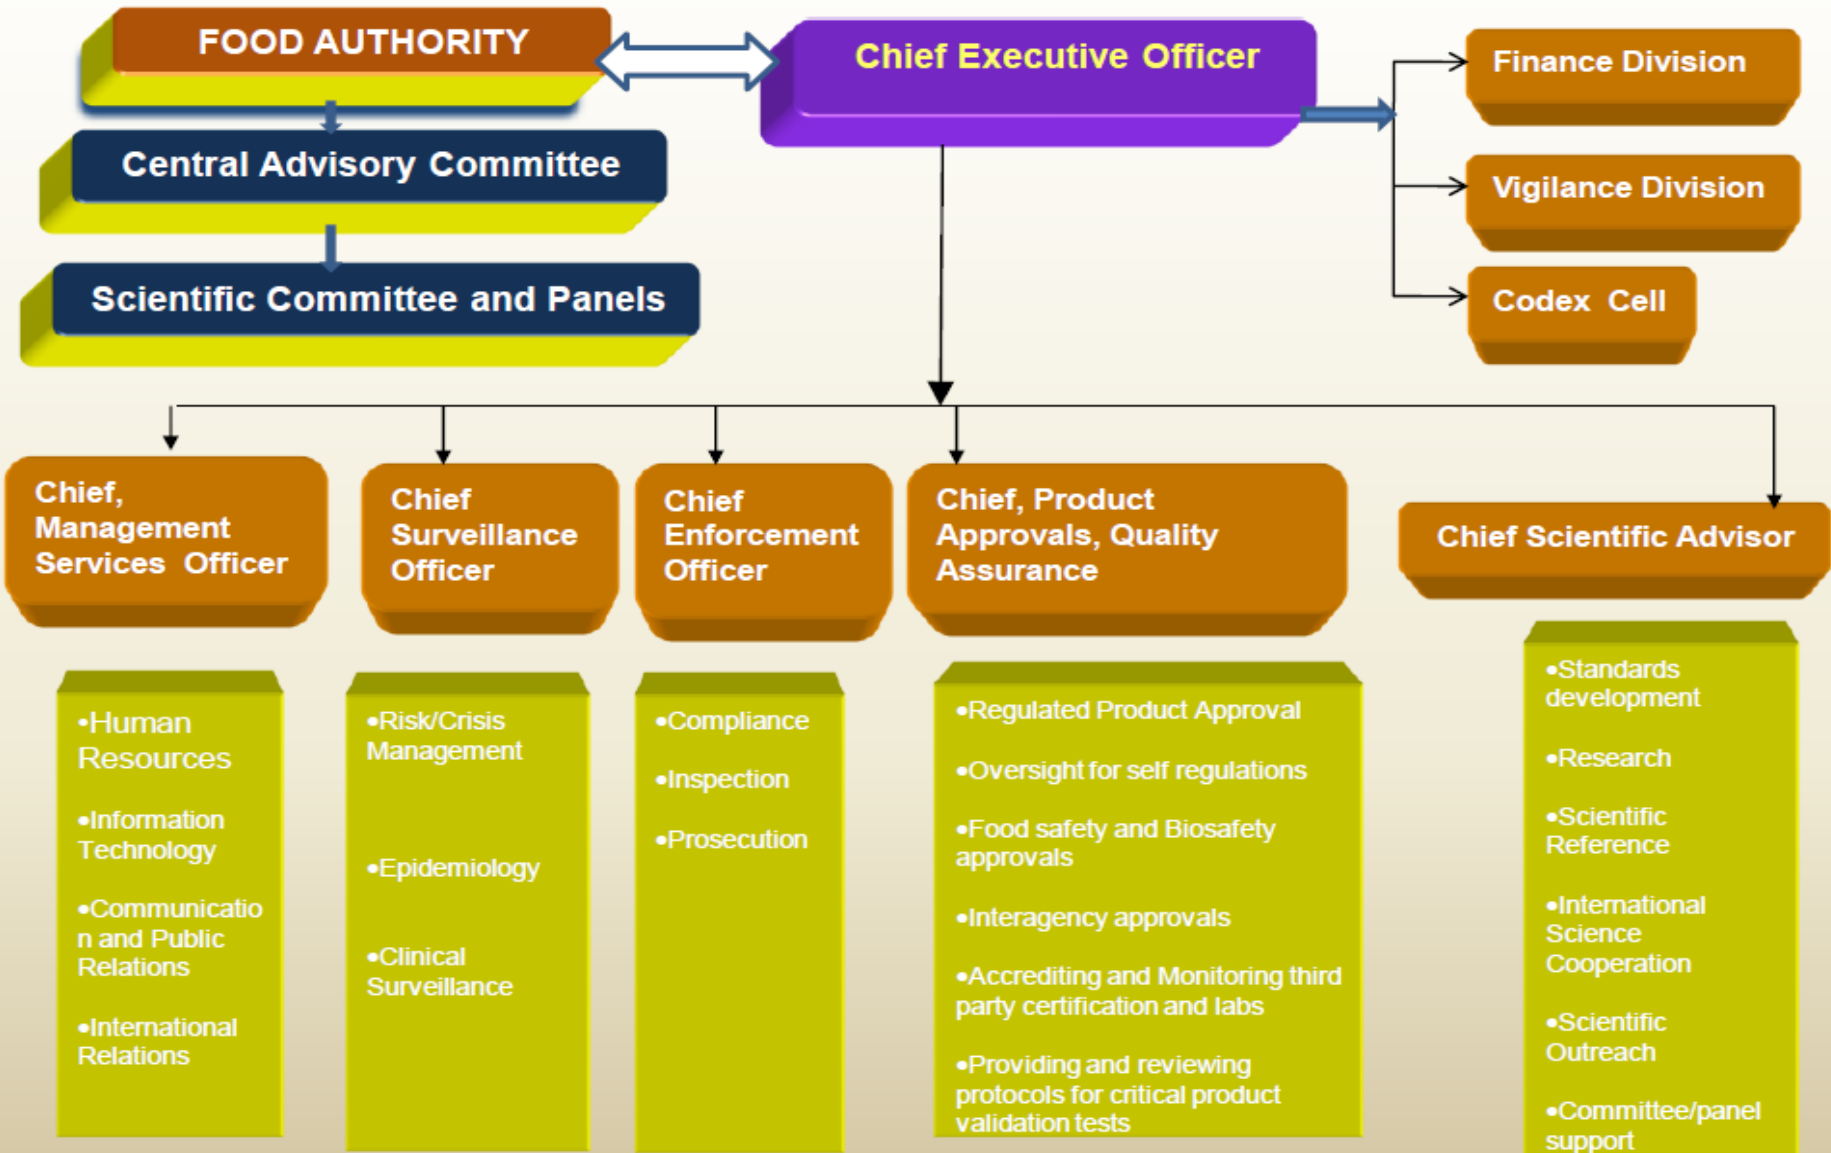 FOOD AUTHORITY
Chief Executive Officer
Finance Division
Vigilance Division
Codex Cell
Central Advisory Committee
Scientific Committee and Panels
Chief,
Management
Services Officer
Chief
Surveillance
Officer
Chief
Enforcement
Officer
Chief, Product
Approvals, Quality
Assurance
Chief Scientific Advisor
•Human
Resources
•Information
Technology
•Communicatio
n and Public
Relations
•International
Relations
•Risk/Crisis
Management
•Epidemiology
•Clinical
Surveillance
•Compliance
•Inspection
•Prosecution
•Regulated Product Approval
•Oversight for self regulations
•Food safety and Biosafety
approvals
•Interagency approvals
•Accrediting and Monitoring third
party certification and labs
•Providing and reviewing
protocols for critical product
validation tests
•Standards
development
•Research
•Scientific
Reference
•International
Science
Cooperation
•Scientific
Outreach
•Committee/panel
support